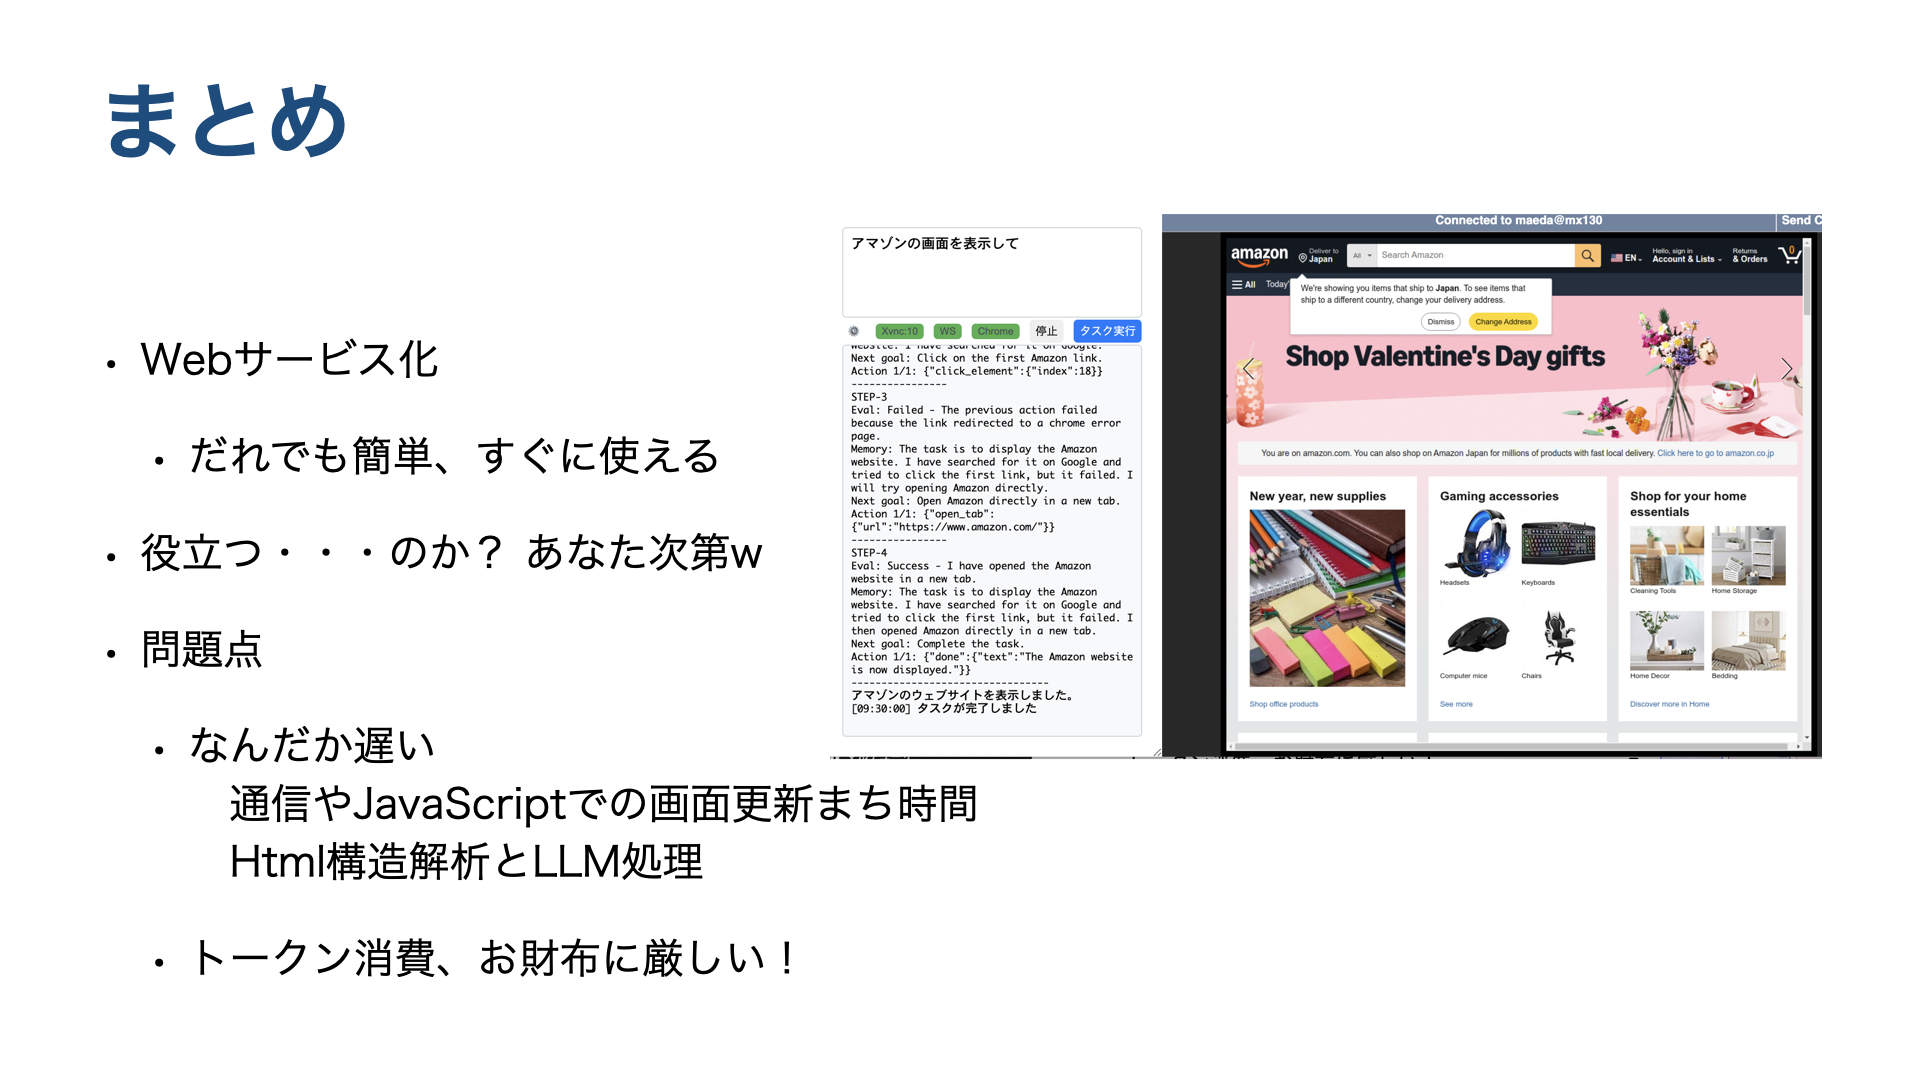 まとめ
・Webサービス化
・だれでも簡単、すぐに使える
・役立つ・・・のか？ あなた次第w
・問題点
・なんだか遅い
通信やJavaScriptでの画面更新まち時間
Html構造解析とLLM処理
・トークン消費、お財布に厳しい！
アマゾンの画面を表示して
Xvnc:10 WS Chrome 停止 タスク実行
website. I have searched for it on Google.
Next goal: Click on the first Amazon link.
Action 1/1: {"click_element":{"index":18}}
----------------
STEP-3
Eval: Failed - The previous action failed
because the link redirected to a chrome error
page.
Memory: The task is to display the Amazon
website. I have searched for it on Google and
tried to click the first link, but it failed. I
will try opening Amazon directly.
Next goal: Open Amazon directly in a new tab.
Action 1/1: {"open_tab":
{"url":"https://www.amazon.com/"}}
----------------
STEP-4
Eval: Success - I have opened the Amazon
website in a new tab.
Memory: The task is to display the Amazon
website. I have searched for it on Google and
tried to click the first link, but it failed. I
then opened Amazon directly in a new tab.
Next goal: Complete the task.
Action 1/1: {"done":{"text":"The Amazon website
is now displayed."}}
---------------------------------
アマゾンのウェブサイトを表示しました。
[09:30:00] タスクが完了しました
Connected to maeda@mx130 Send C
amazon Deliver to Japan All Search Amazon EN Hello, sign in Account & Lists Returns & Orders 0
All Today'
We're showing you items that ship to Japan. To see items that
ship to a different country, change your delivery address.
Dismiss Change Address
Shop Valentine's Day gifts
You are on amazon.com. You can also shop on Amazon Japan for millions of products with fast local delivery. Click here to go to amazon.co.jp
New year, new supplies
Shop office products
Gaming accessories
Headsets Keyboards
Computer mice Chairs
See more
Shop for your home
essentials
Cleaning Tools Home Storage
Home Decor Bedding
Discover more in Home